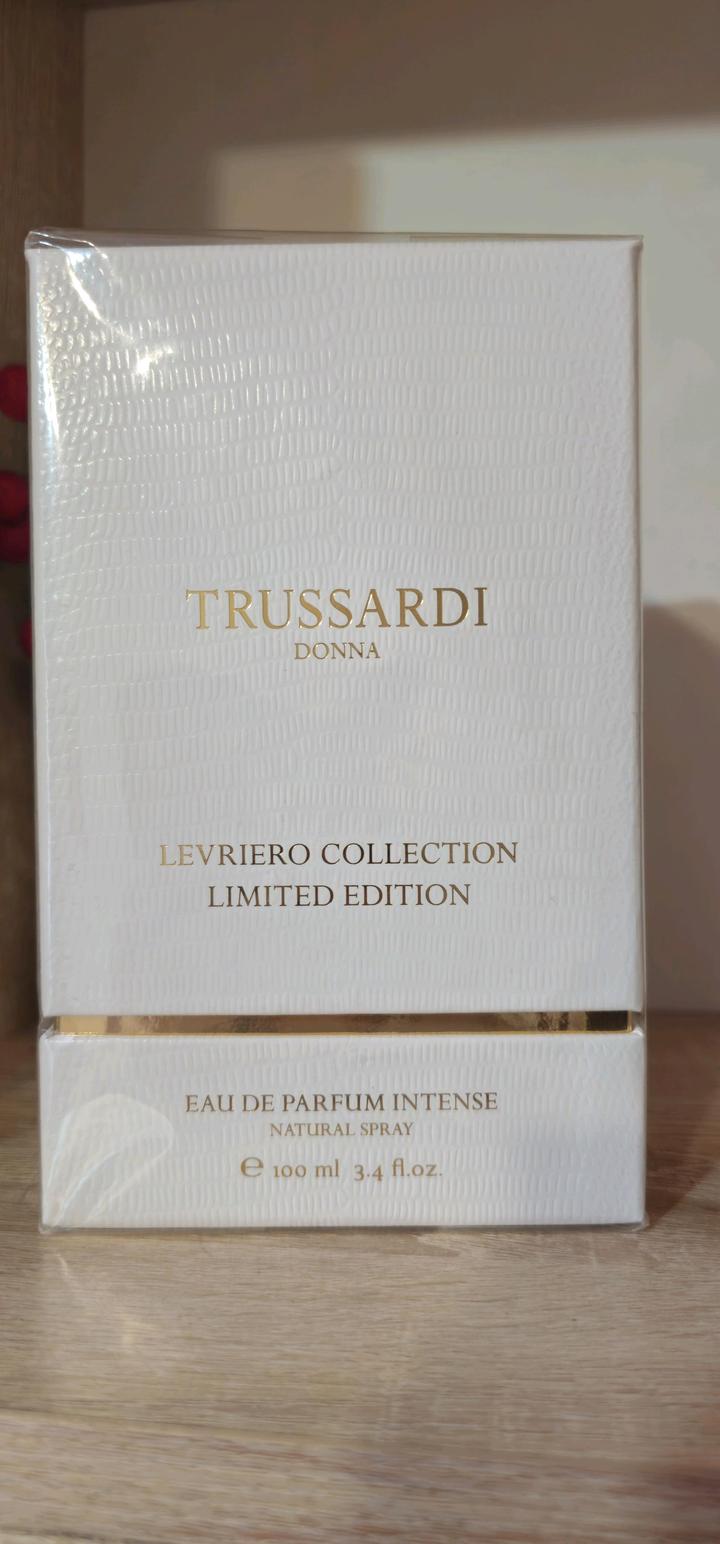 TRUSSARDI
DONNA
LEVRIERO COLLECTION
LIMITED EDITION
EAU DE PARFUM INTENSE
NATURAL SPRAY
℮ 100 ml 3.4 fl.oz.